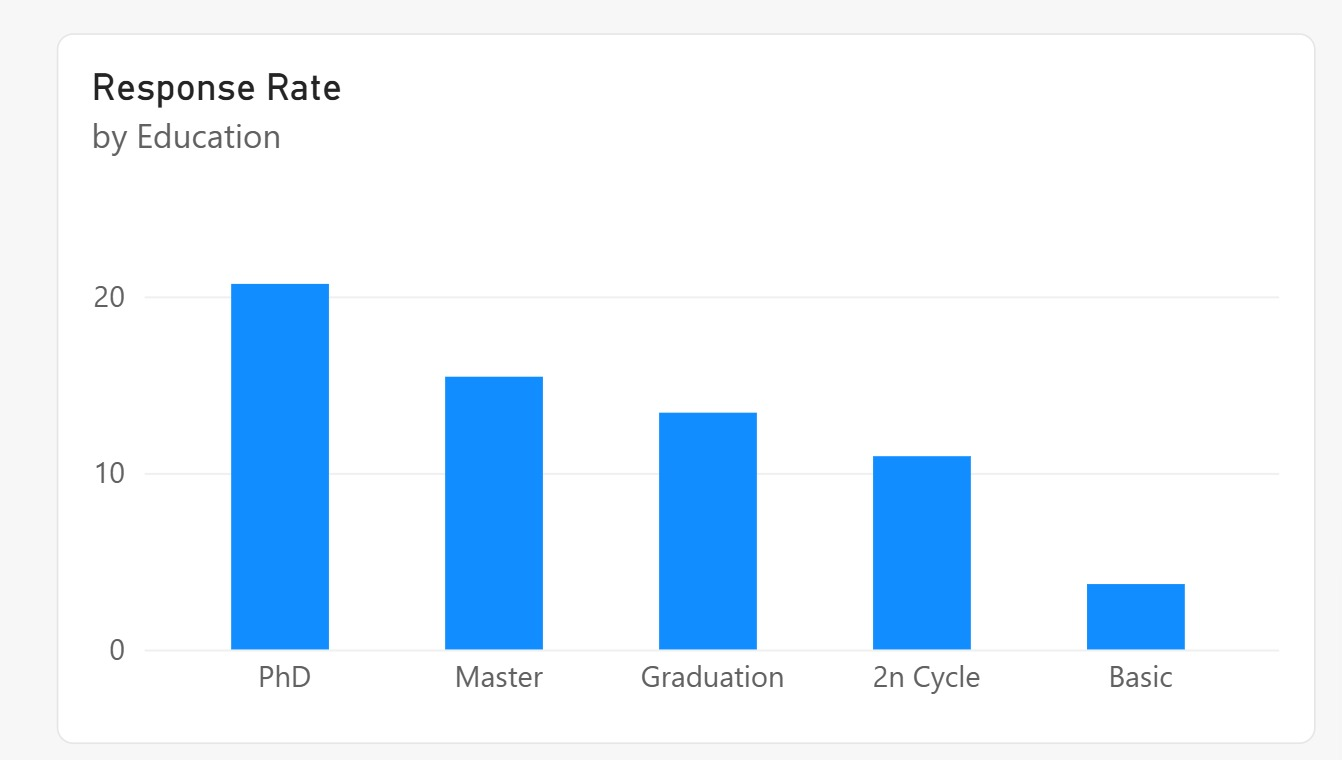 Response Rate
by Education
20
10
0
PhD Master Graduation 2n Cycle Basic